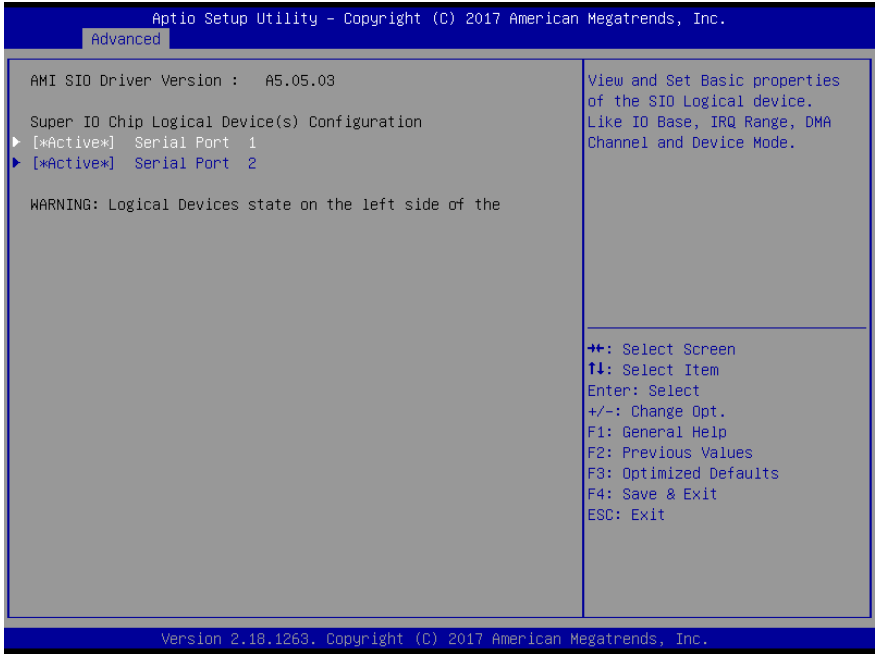 Aptio Setup Utility – Copyright (C) 2017 American Megatrends, Inc.
Advanced
AMI SIO Driver Version : A5.05.03
Super IO Chip Logical Device(s) Configuration
[*Active*] Serial Port 1
[*Active*] Serial Port 2
WARNING: Logical Devices state on the left side of the
View and Set Basic properties
of the SIO Logical device.
Like IO Base, IRQ Range, DMA
Channel and Device Mode.
→←: Select Screen
↑↓: Select Item
Enter: Select
+/-: Change Opt.
F1: General Help
F2: Previous Values
F3: Optimized Defaults
F4: Save & Exit
ESC: Exit
Version 2.18.1263. Copyright (C) 2017 American Megatrends, Inc.